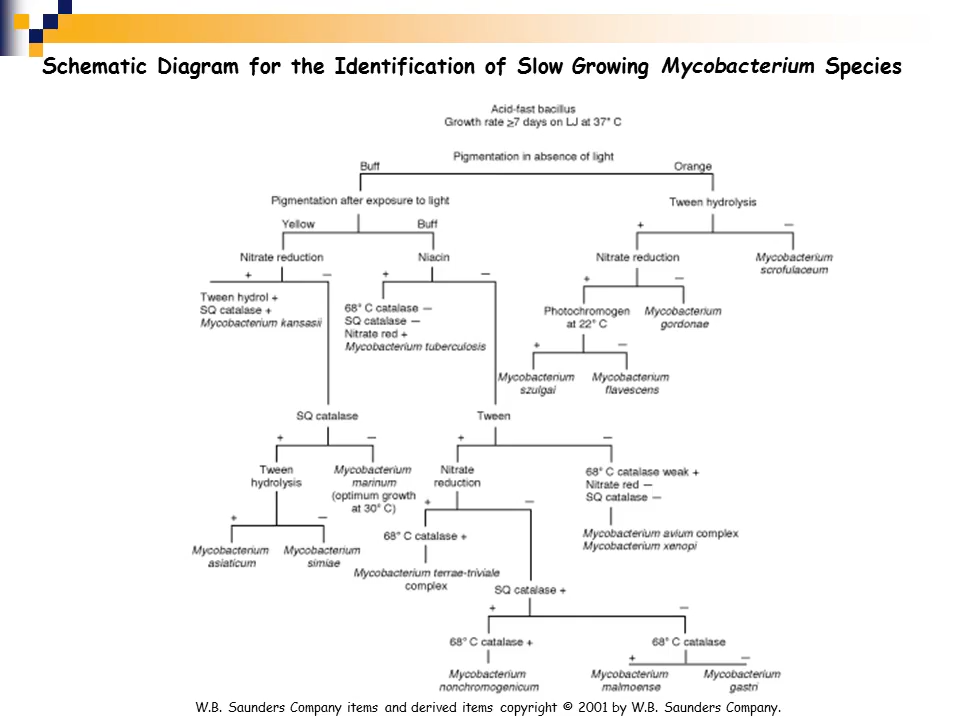 Schematic Diagram for the Identification of Slow Growing Mycobacterium Species
Acid-fast bacillus
Growth rate ≥7 days on LJ at 37° C
Pigmentation in absence of light
Buff
Orange
Pigmentation after exposure to light
Tween hydrolysis
Yellow
Buff
+
−
Nitrate reduction
Niacin
Nitrate reduction
Mycobacterium
scrofulaceum
+
−
+
−
+
−
Tween hydrol +
SQ catalase +
Mycobacterium kansasii
68° C catalase −
SQ catalase −
Nitrate red +
Mycobacterium tuberculosis
Photochromogen
at 22° C
Mycobacterium
gordonae
+
−
Mycobacterium
szulgai
Mycobacterium
flavescens
SQ catalase
Tween
+
−
+
−
Tween
hydrolysis
Mycobacterium
marinum
(optimum growth
at 30° C)
Nitrate
reduction
68° C catalase weak +
Nitrate red −
SQ catalase −
+
−
+
−
Mycobacterium
asiaticum
Mycobacterium
simiae
68° C catalase +
Mycobacterium terrae-triviale
complex
Mycobacterium avium complex
Mycobacterium xenopi
SQ catalase +
+
−
68° C catalase +
68° C catalase
+
−
Mycobacterium
nonchromogenicum
Mycobacterium
malmoense
Mycobacterium
gastri
W.B. Saunders Company items and derived items copyright © 2001 by W.B. Saunders Company.